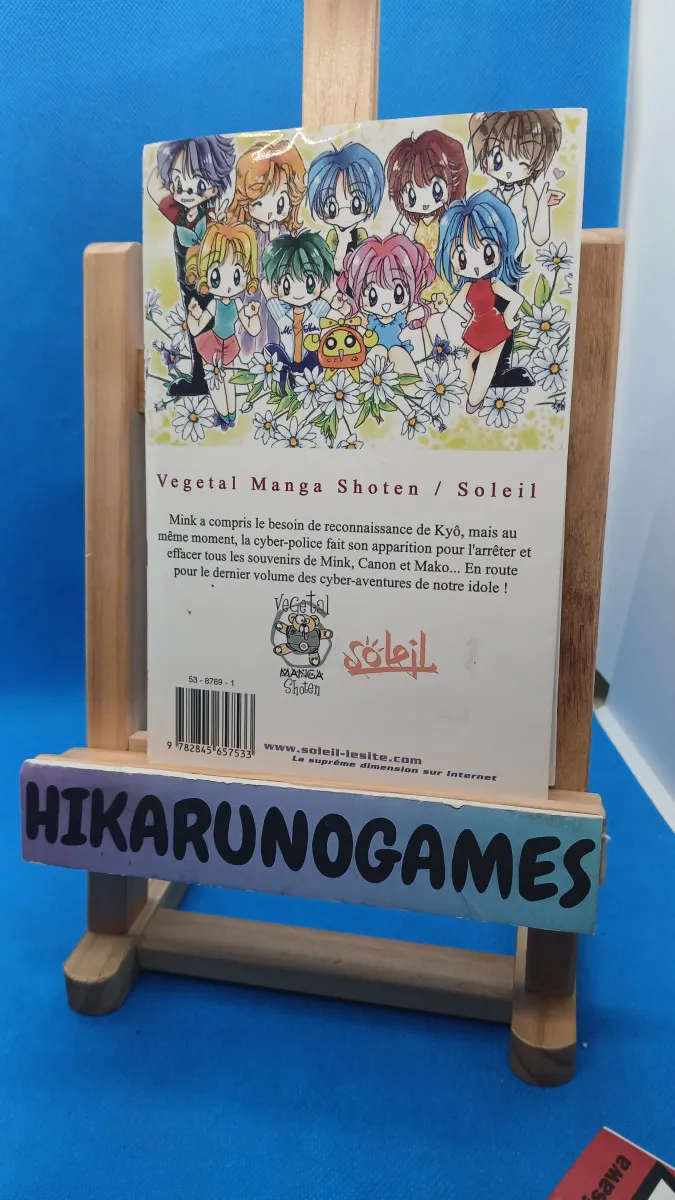 Vegetal Manga Shoten / Soleil
Mink a compris le besoin de reconnaissance de Kyô, mais au
même moment, la cyber-police fait son apparition pour l'arrêter et
effacer tous les souvenirs de Mink, Canon et Mako... En route
pour le dernier volume des cyber-aventures de notre idole !
VeGeTal
MANGA
Shoten
SOleil
53 - 8769 - 1
9 782845 657533
www.soleil-lesite.com
La suprême dimension sur Internet
HIKARUNOGAMES